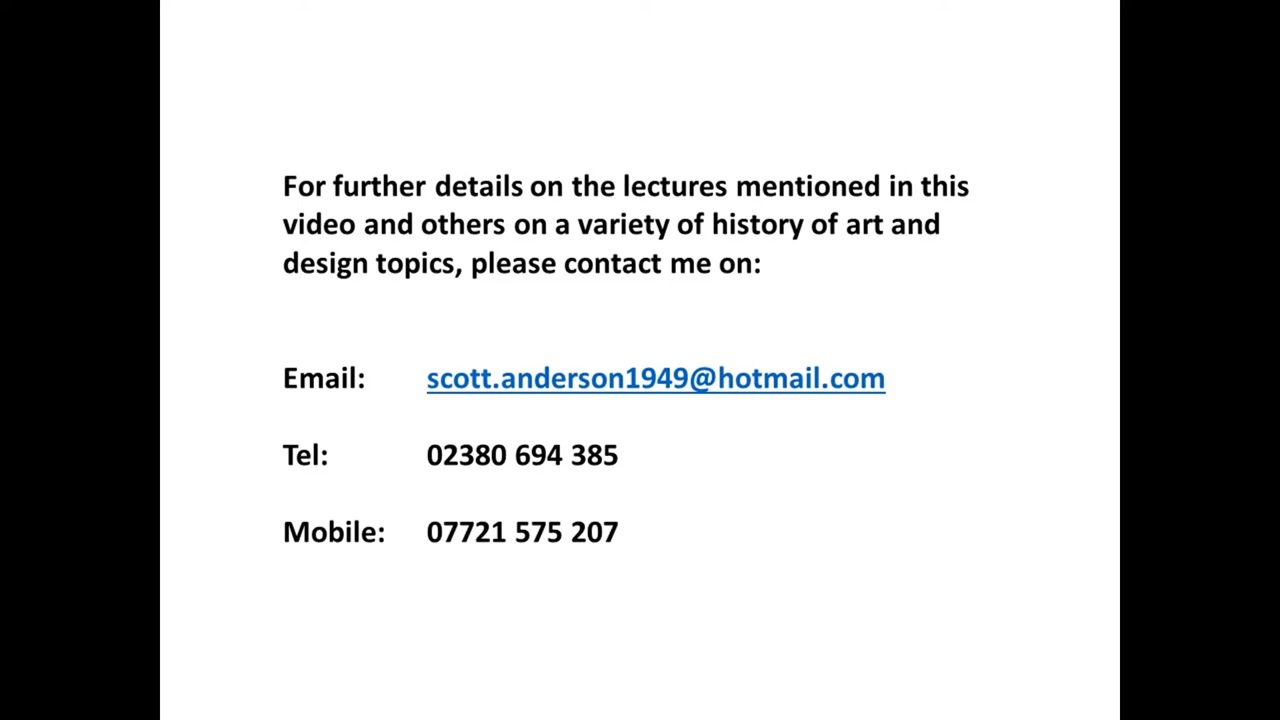 For further details on the lectures mentioned in this
video and others on a variety of history of art and
design topics, please contact me on:
Email: scott.anderson1949@hotmail.com
Tel: 02380 694 385
Mobile: 07721 575 207